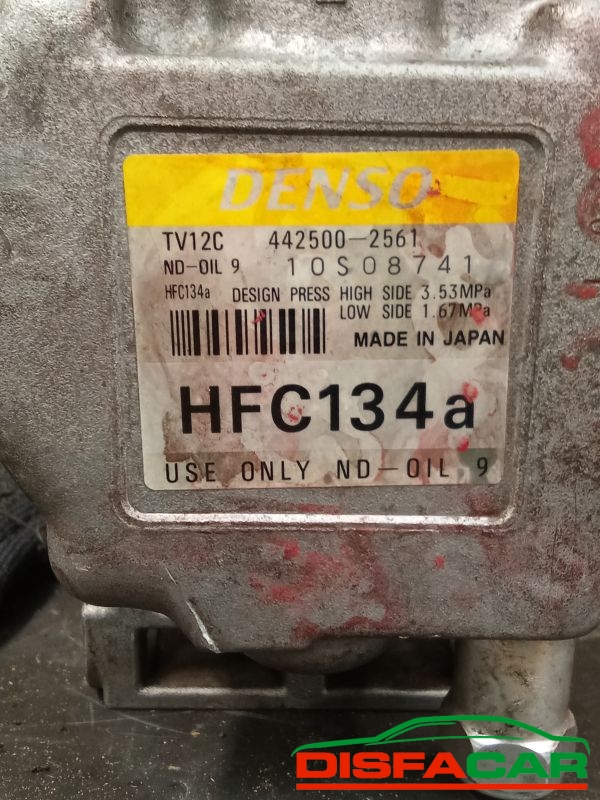 DENSO
TV12C 442500-2561
ND-OIL 9 10S08741
HFC134a DESIGN PRESS HIGH SIDE 3.53MPa
LOW SIDE 1.67MPa
MADE IN JAPAN
HFC134a
USE ONLY ND-OIL 9
DISFACAR